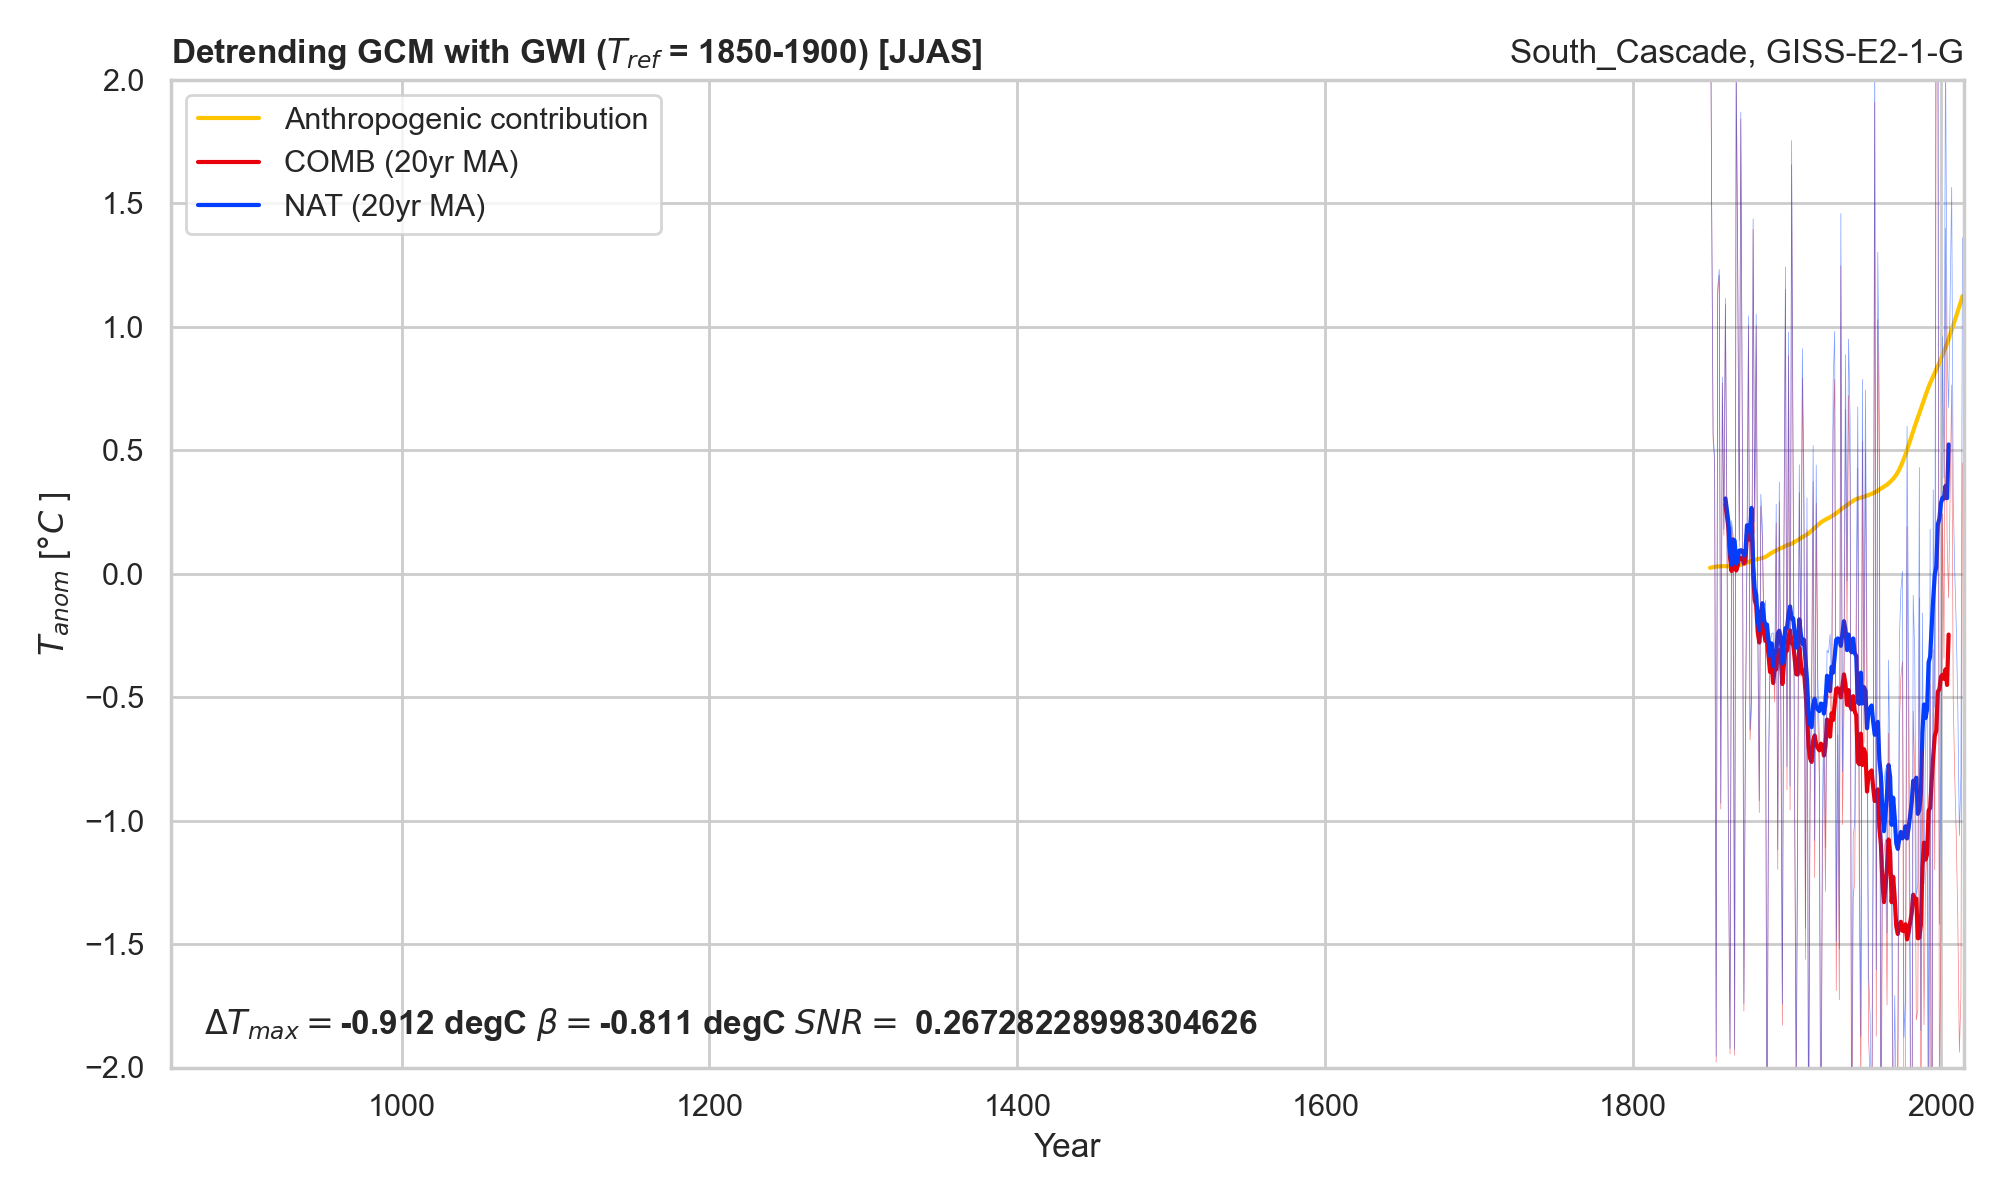 Detrending GCM with GWI (T_ref = 1850-1900) [JJAS]
South_Cascade, GISS-E2-1-G
Anthropogenic contribution
COMB (20yr MA)
NAT (20yr MA)
2.0
1.5
1.0
0.5
0.0
−0.5
−1.0
−1.5
−2.0
T_anom [°C ]
ΔT_max = -0.912 degC β = -0.811 degC SNR = 0.26728228998304626
1000 1200 1400 1600 1800 2000
Year